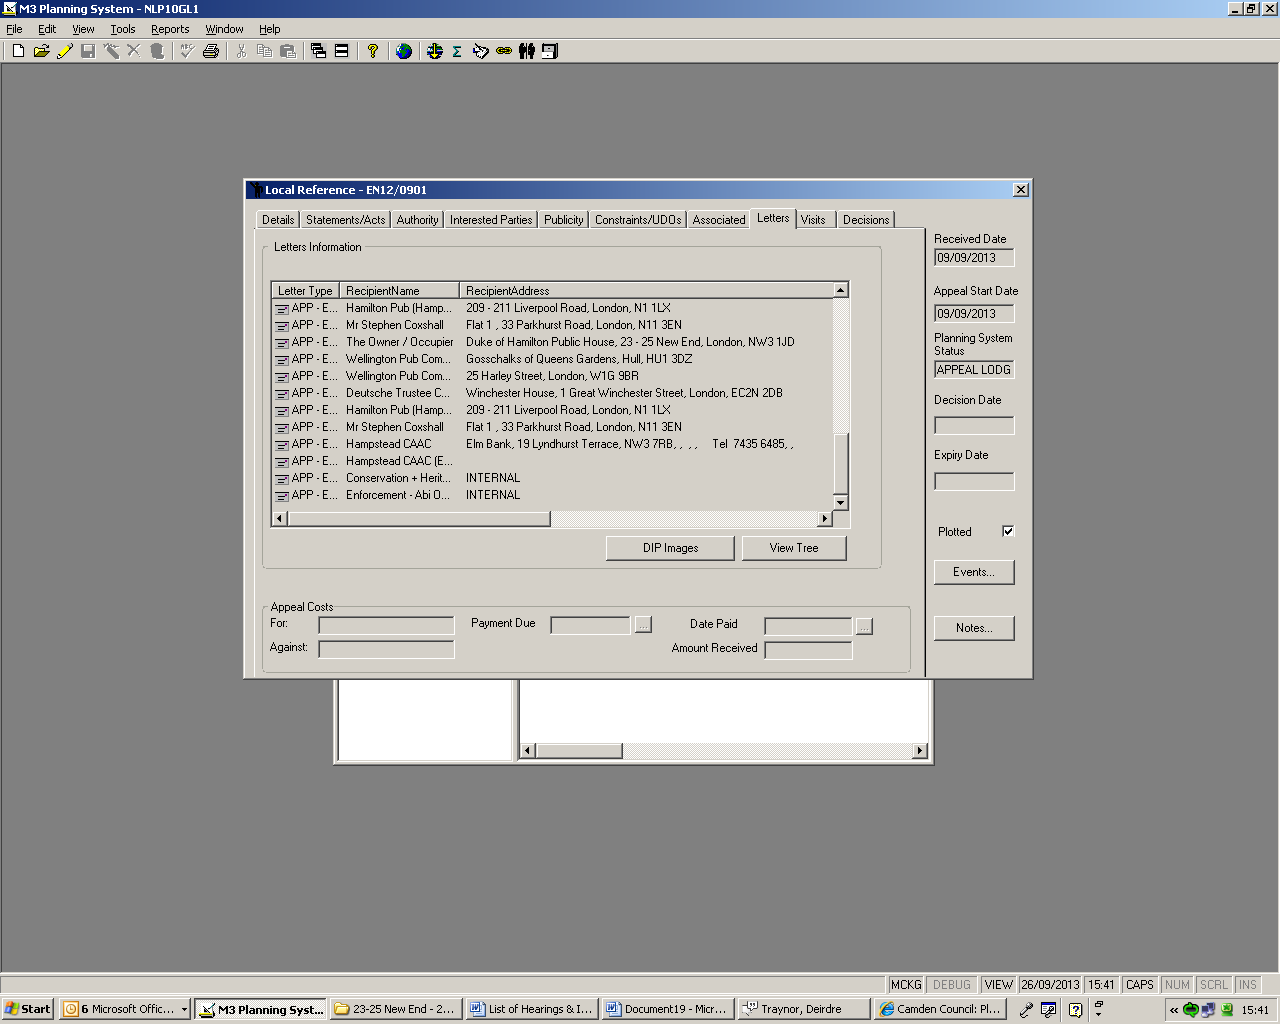 M3 Planning System - NLP10GL1
File Edit View Tools Reports Window Help
Local Reference - EN12/0901
Details Statements/Acts Authority Interested Parties Publicity Constraints/UDOs Associated Letters Visits Decisions
Letters Information
Letter Type RecipientName RecipientAddress
APP - E... Hamilton Pub (Hamp... 209 - 211 Liverpool Road, London, N1 1LX
APP - E... Mr Stephen Coxshall Flat 1 , 33 Parkhurst Road, London, N11 3EN
APP - E... The Owner / Occupier Duke of Hamilton Public House, 23 - 25 New End, London, NW3 1JD
APP - E... Wellington Pub Com... Gosschalks of Queens Gardens, Hull, HU1 3DZ
APP - E... Wellington Pub Com... 25 Harley Street, London, W1G 9BR
APP - E... Deutsche Trustee C... Winchester House, 1 Great Winchester Street, London, EC2N 2DB
APP - E... Hamilton Pub (Hamp... 209 - 211 Liverpool Road, London, N1 1LX
APP - E... Mr Stephen Coxshall Flat 1 , 33 Parkhurst Road, London, N11 3EN
APP - E... Hampstead CAAC Elm Bank, 19 Lyndhurst Terrace, NW3 7RB, , , , Tel 7435 6485, ,
APP - E... Hampstead CAAC (E...
APP - E... Conservation + Herit... INTERNAL
APP - E... Enforcement - Abi O... INTERNAL
DIP Images View Tree
Appeal Costs
For: Payment Due ... Date Paid ...
Against: Amount Received
Received Date
09/09/2013
Appeal Start Date
09/09/2013
Planning System
Status
APPEAL LODG
Decision Date
Expiry Date
Plotted
Events...
Notes...
MCKG DEBUG VIEW 26/09/2013 15:41 CAPS NUM SCRL INS
Start 6 Microsoft Offic... M3 Planning Syst... 23-25 New End - 2... List of Hearings & I... Document19 - Micr... Traynor, Deirdre Camden Council: Pl... 15:41